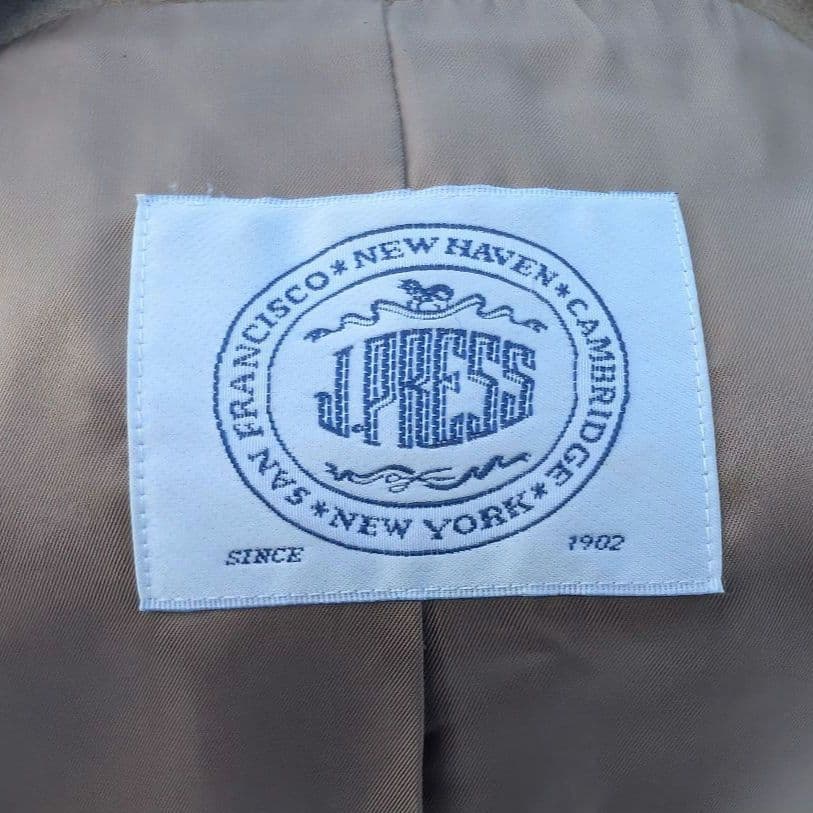 SAN FRANCISCO * NEW HAVEN * CAMBRIDGE * NEW YORK *
J.PRESS
SINCE 1902